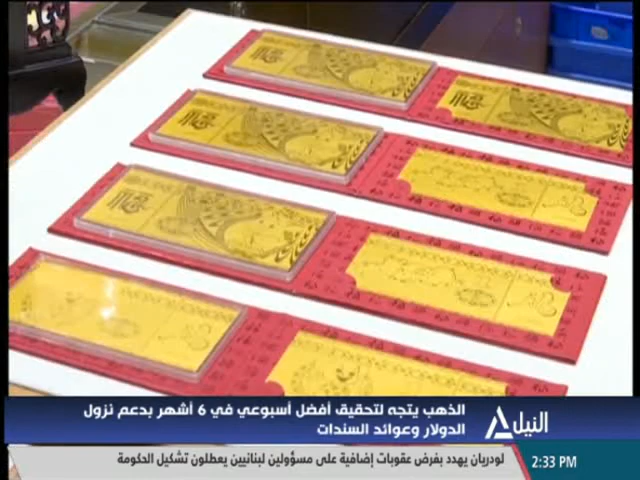 النيل
الذهب يتجه لتحقيق أفضل أسبوعي في 6 أشهر بدعم نزول
الدولار وعوائد السندات
لودريان يهدد بفرض عقوبات إضافية على مسؤولين لبنانيين يعطلون تشكيل الحكومة
2:33 PM